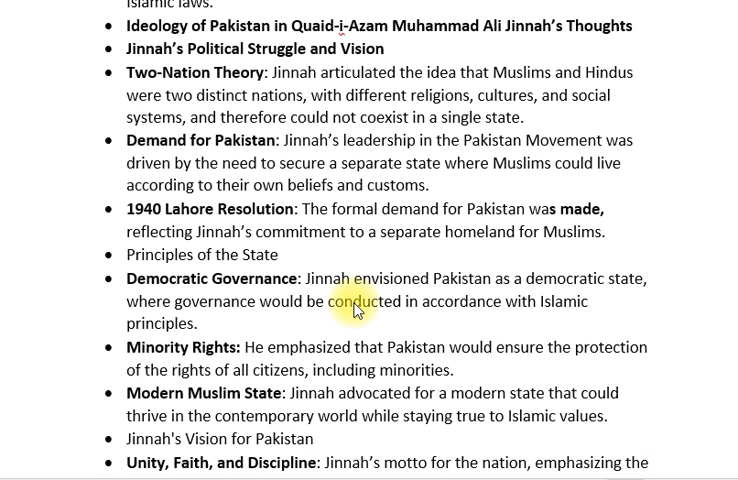 Islamic laws.
• Ideology of Pakistan in Quaid-i-Azam Muhammad Ali Jinnah’s Thoughts
• Jinnah’s Political Struggle and Vision
• Two-Nation Theory: Jinnah articulated the idea that Muslims and Hindus
were two distinct nations, with different religions, cultures, and social
systems, and therefore could not coexist in a single state.
• Demand for Pakistan: Jinnah’s leadership in the Pakistan Movement was
driven by the need to secure a separate state where Muslims could live
according to their own beliefs and customs.
• 1940 Lahore Resolution: The formal demand for Pakistan was made,
reflecting Jinnah’s commitment to a separate homeland for Muslims.
• Principles of the State
• Democratic Governance: Jinnah envisioned Pakistan as a democratic state,
where governance would be conducted in accordance with Islamic
principles.
• Minority Rights: He emphasized that Pakistan would ensure the protection
of the rights of all citizens, including minorities.
• Modern Muslim State: Jinnah advocated for a modern state that could
thrive in the contemporary world while staying true to Islamic values.
• Jinnah's Vision for Pakistan
• Unity, Faith, and Discipline: Jinnah’s motto for the nation, emphasizing the